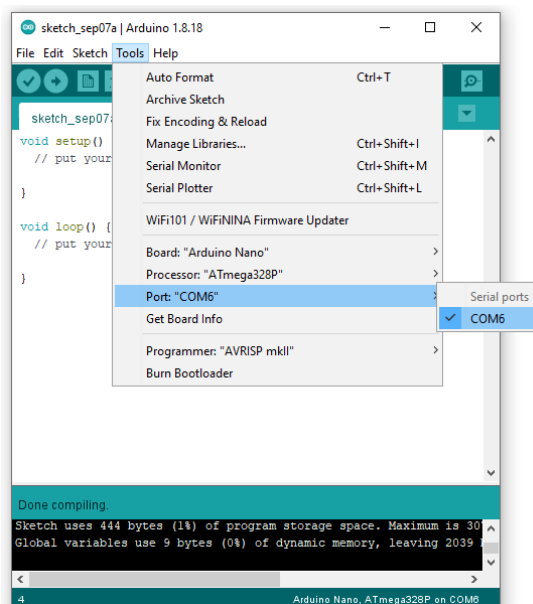 sketch_sep07a | Arduino 1.8.18
File Edit Sketch Tools Help
Auto Format Ctrl+T
Archive Sketch
sketch_sep07a
Fix Encoding & Reload
void setup()
Manage Libraries... Ctrl+Shift+I
// put your
Serial Monitor Ctrl+Shift+M
}
Serial Plotter Ctrl+Shift+L
WiFi101 / WiFiNINA Firmware Updater
void loop() {
// put your
Board: "Arduino Nano"
Processor: "ATmega328P"
}
Port: "COM6"
Serial ports
Get Board Info
COM6
Programmer: "AVRISP mkII"
Burn Bootloader
Done compiling.
Sketch uses 444 bytes (1%) of program storage space. Maximum is 307
Global variables use 9 bytes (0%) of dynamic memory, leaving 2039
4 Arduino Nano, ATmega328P on COM6